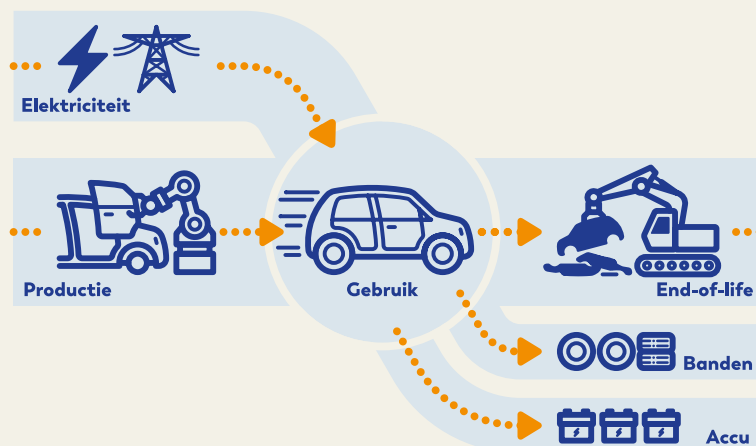 Elektriciteit
Productie
Gebruik
End-of-life
Banden
Accu